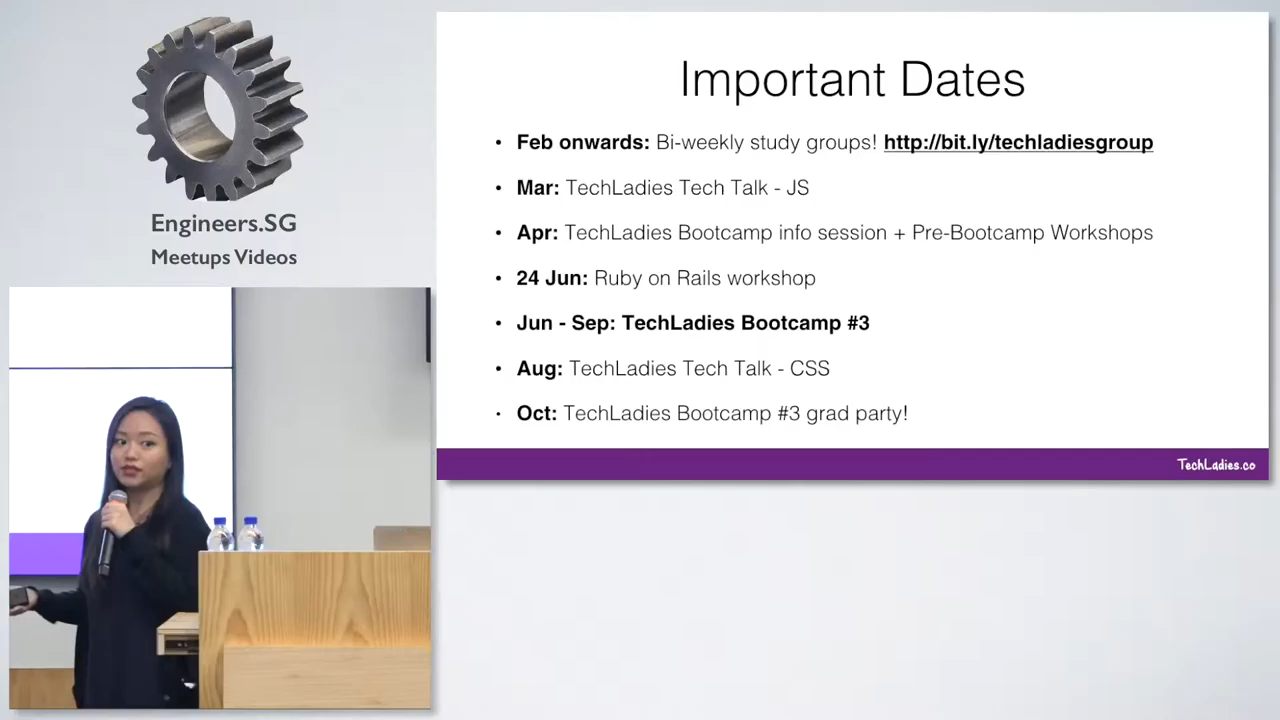 Engineers.SG
Meetups Videos
Important Dates
• Feb onwards: Bi-weekly study groups! http://bit.ly/techladiesgroup
• Mar: TechLadies Tech Talk - JS
• Apr: TechLadies Bootcamp info session + Pre-Bootcamp Workshops
• 24 Jun: Ruby on Rails workshop
• Jun - Sep: TechLadies Bootcamp #3
• Aug: TechLadies Tech Talk - CSS
• Oct: TechLadies Bootcamp #3 grad party!
TechLadies.co